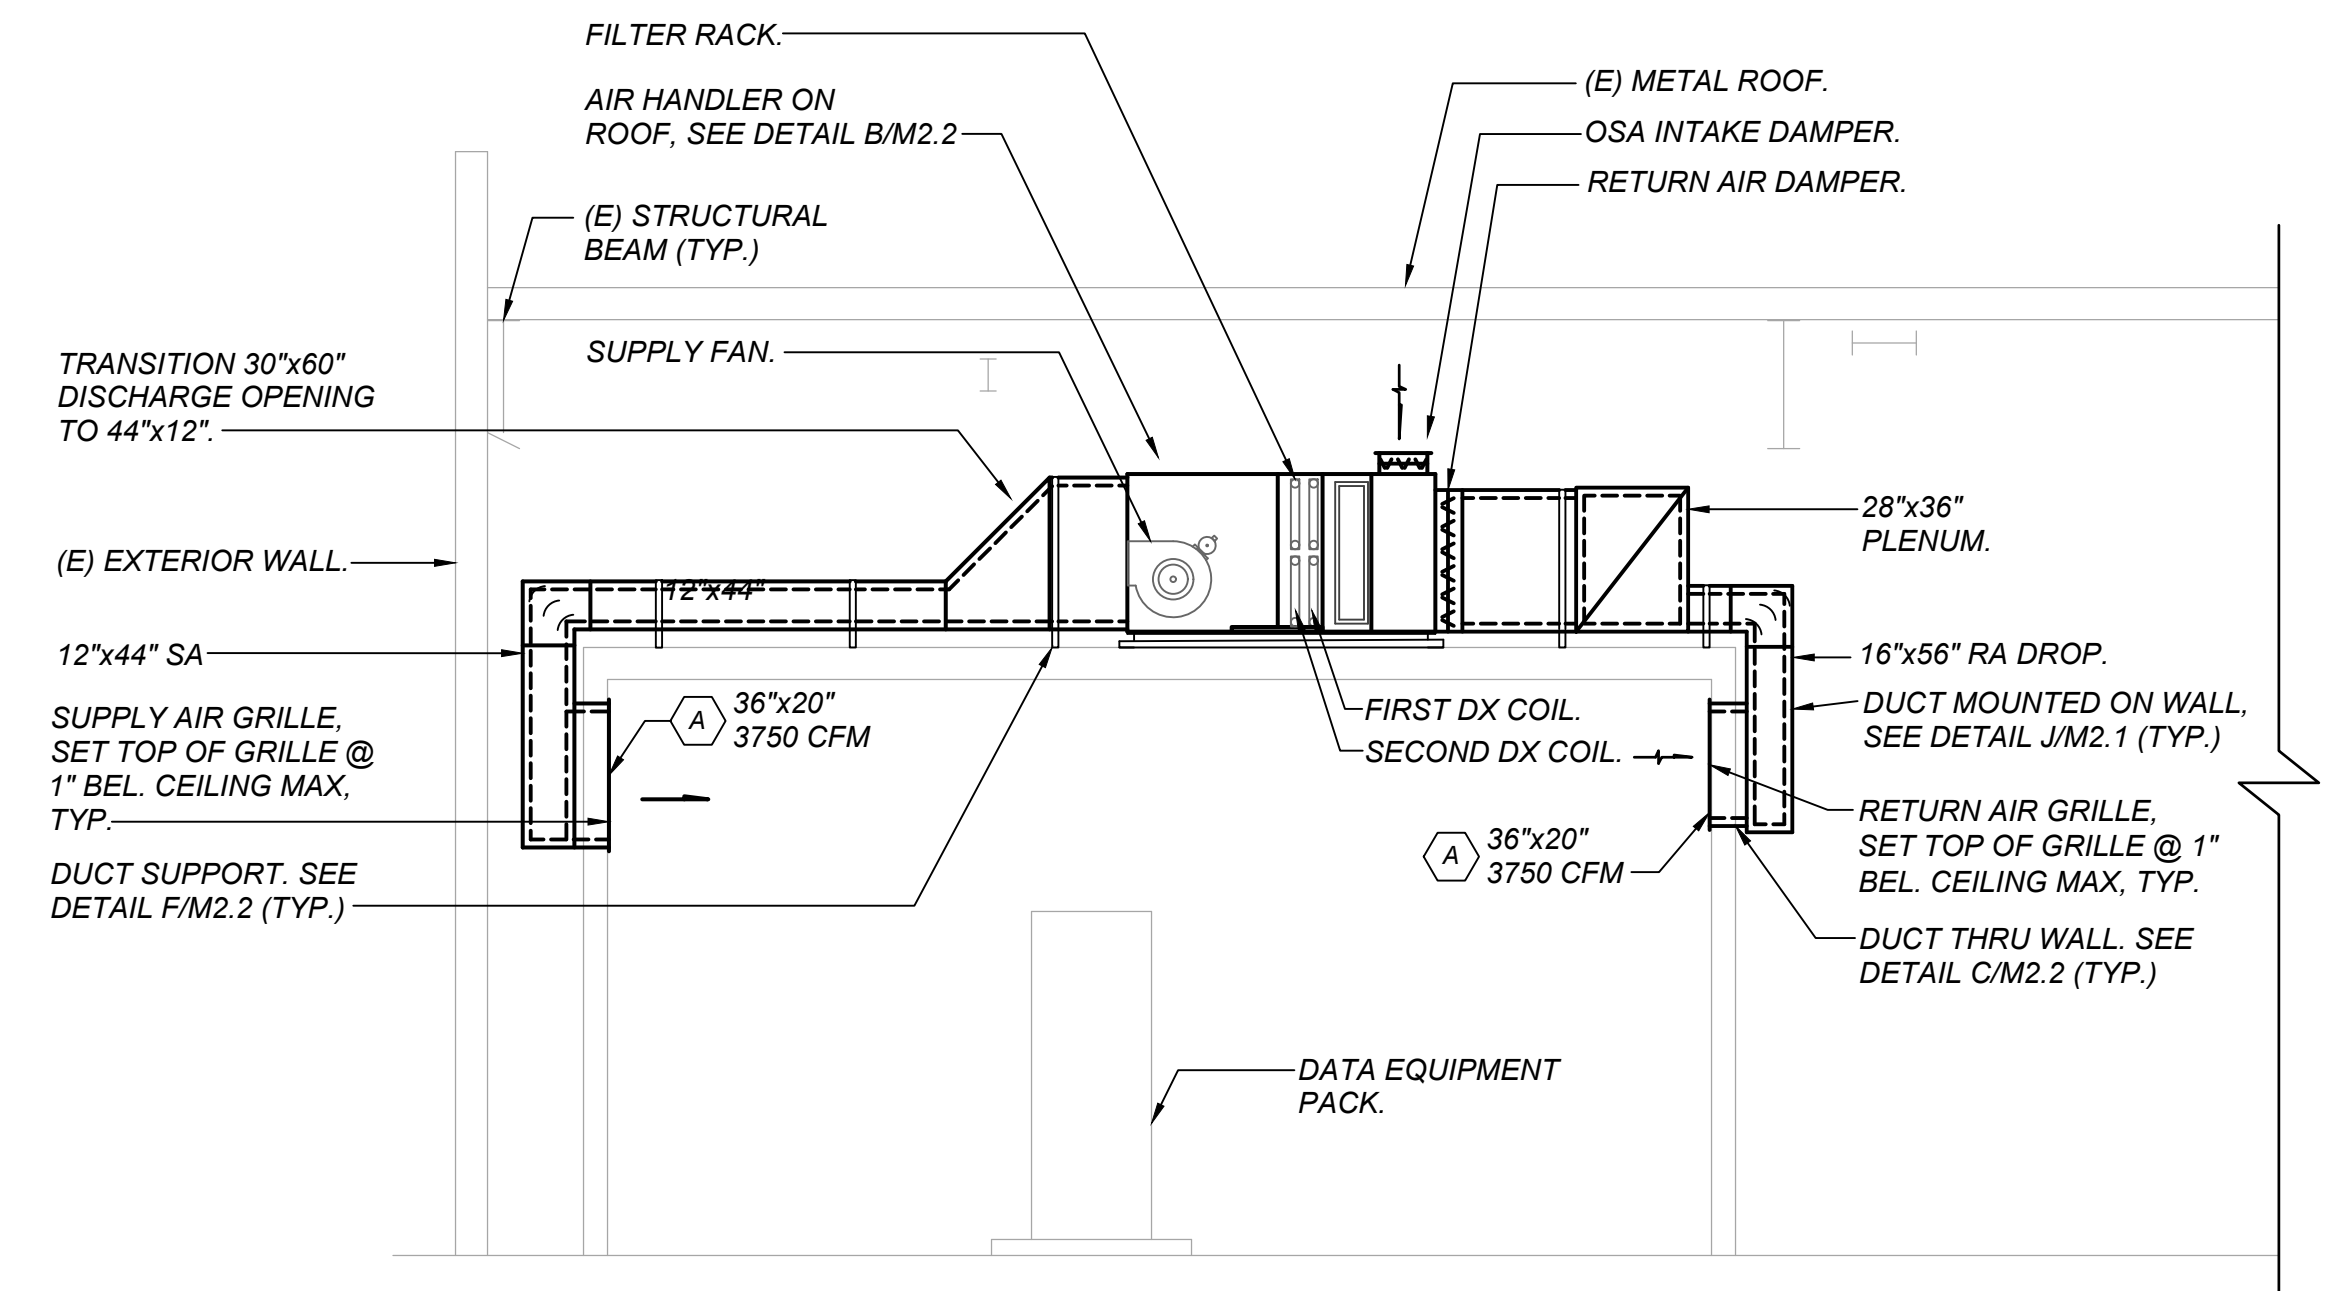 FILTER RACK.
AIR HANDLER ON
ROOF, SEE DETAIL B/M2.2
(E) STRUCTURAL
BEAM (TYP.)
SUPPLY FAN.
(E) METAL ROOF.
OSA INTAKE DAMPER.
RETURN AIR DAMPER.
TRANSITION 30"x60"
DISCHARGE OPENING
TO 44"x12".
(E) EXTERIOR WALL.
12"x44"
12"x44" SA
SUPPLY AIR GRILLE,
SET TOP OF GRILLE @
1" BEL. CEILING MAX,
TYP.
DUCT SUPPORT. SEE
DETAIL F/M2.2 (TYP.)
A
36"x20"
3750 CFM
FIRST DX COIL.
SECOND DX COIL.
A
36"x20"
3750 CFM
28"x36"
PLENUM.
16"x56" RA DROP.
DUCT MOUNTED ON WALL,
SEE DETAIL J/M2.1 (TYP.)
RETURN AIR GRILLE,
SET TOP OF GRILLE @ 1"
BEL. CEILING MAX, TYP.
DUCT THRU WALL. SEE
DETAIL C/M2.2 (TYP.)
DATA EQUIPMENT
PACK.